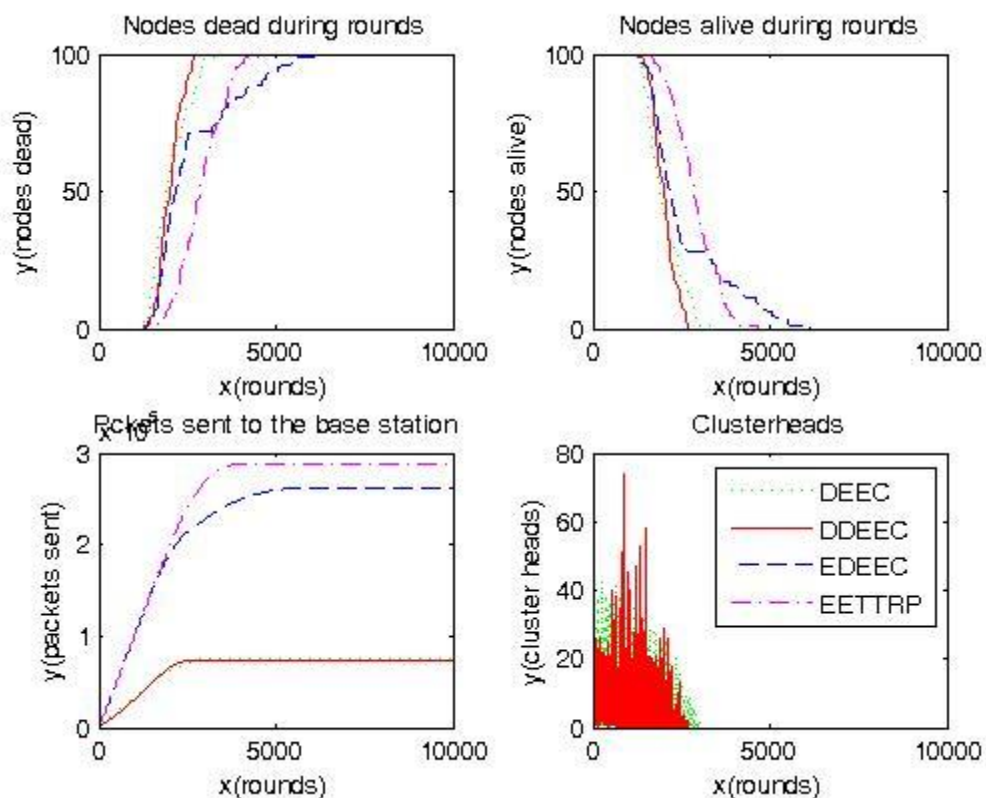 Nodes dead during rounds
y(nodes dead)
100
50
0
0 5000 10000
x(rounds)
Nodes alive during rounds
y(nodes alive)
100
50
0
0 5000 10000
x(rounds)
x 10^5
Packets sent to the base station
y(packets sent)
3
2
1
0
0 5000 10000
x(rounds)
Clusterheads
y(cluster heads)
80
60
40
20
0
0 5000 10000
x(rounds)
DEEC
DDEEC
EDEEC
EETTRP